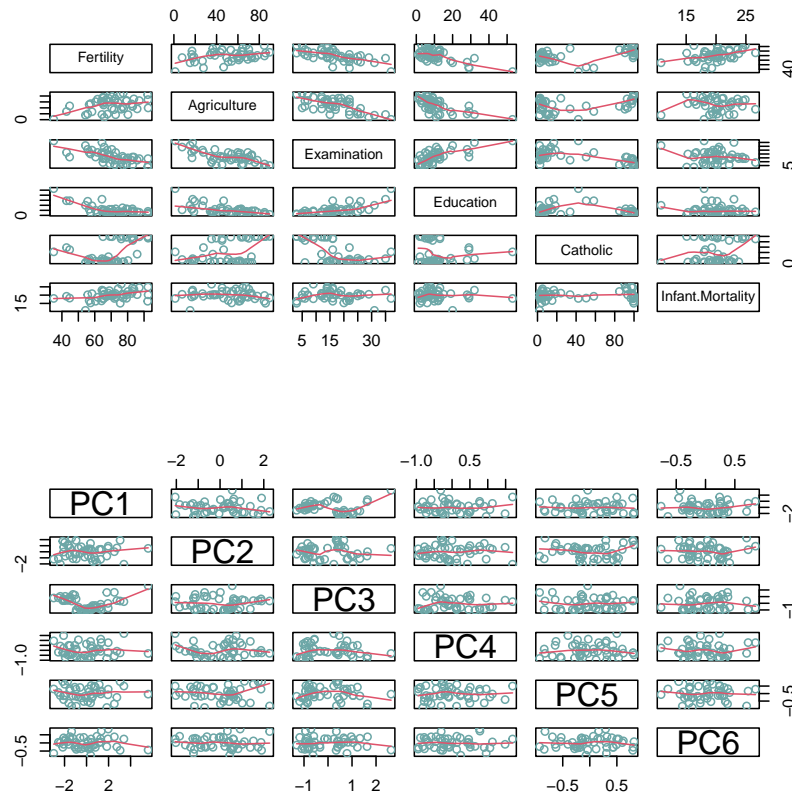 0 40 80
0 20 40
15 20 25
Fertility
40
0
Agriculture
Examination
5
0
Education
Catholic
0
15
Infant.Mortality
40 60 80
5 15 30
0 40 80
−2 0 2
−1.0 0.5
−0.5 0.5
PC1
−2
−2
PC2
PC3
−1
−1.0
PC4
PC5
−0.5
−0.5
PC6
−2 2
−1 1 2
−0.5 0.5